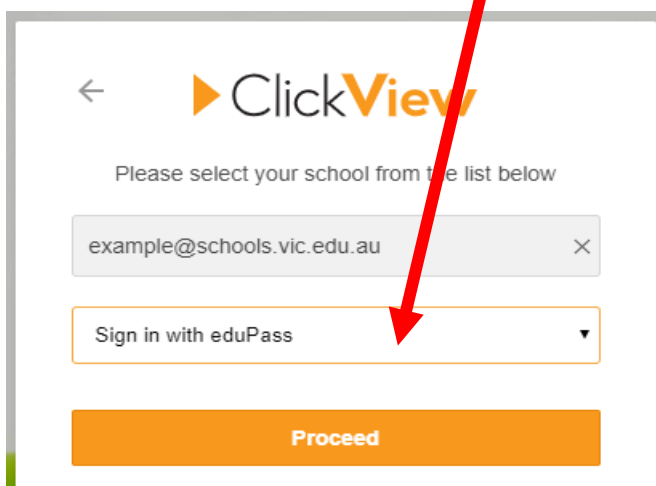 ClickView
Please select your school from the list below
example@schools.vic.edu.au
Sign in with eduPass
Proceed